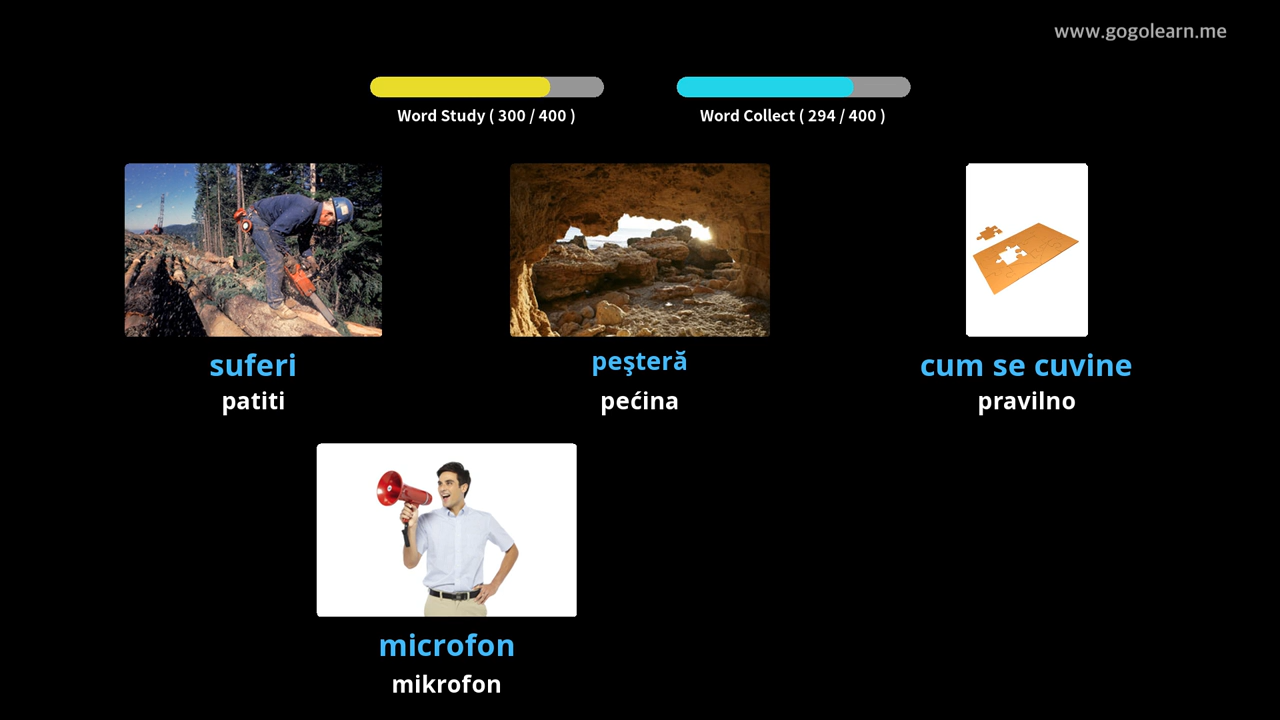 www.gogolearn.me
Word Study ( 300 / 400 )
Word Collect ( 294 / 400 )
suferi
peşteră
cum se cuvine
patiti
pećina
pravilno
microfon
mikrofon